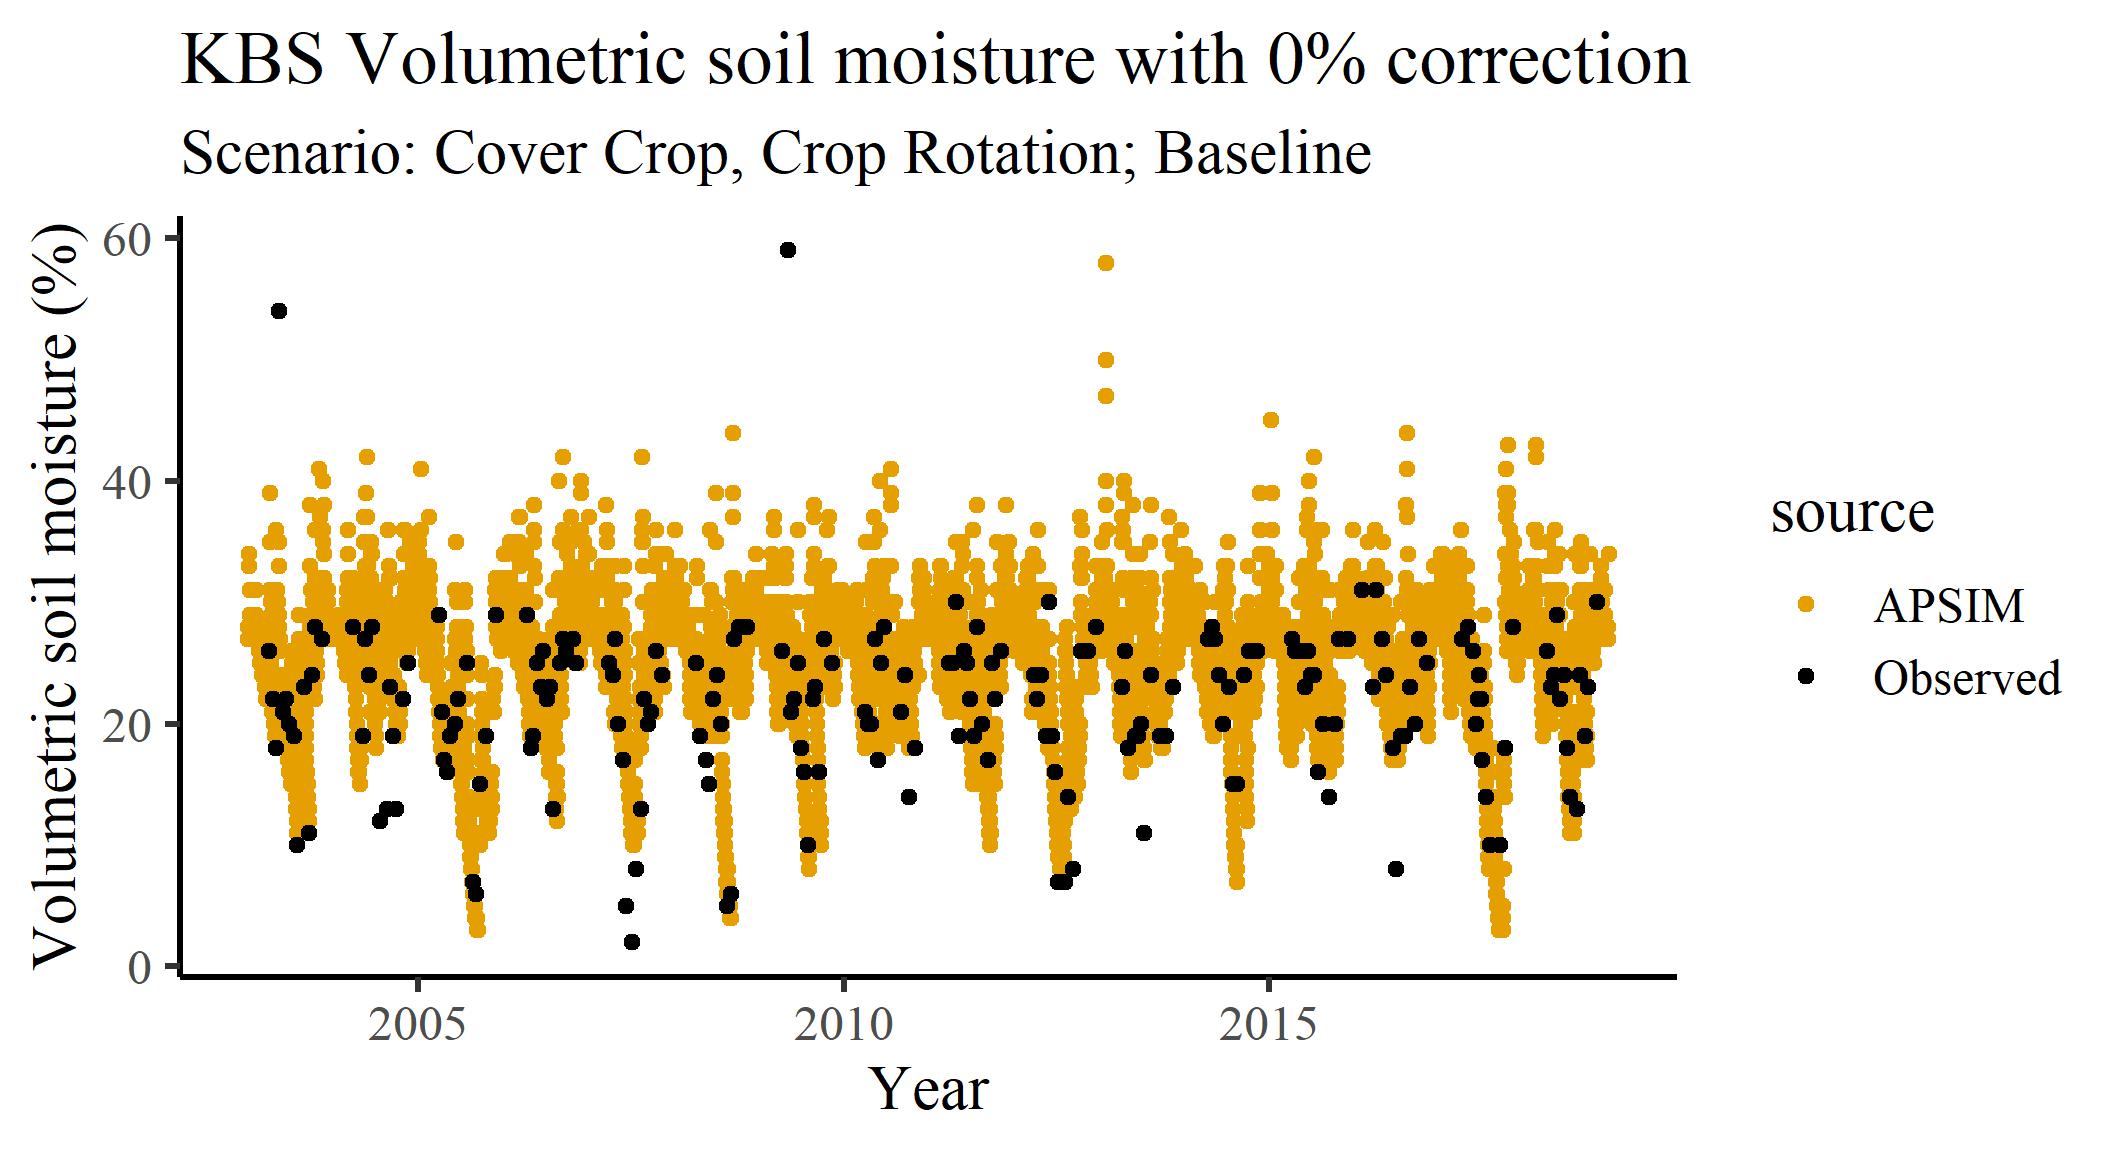 KBS Volumetric soil moisture with 0% correction
Scenario: Cover Crop, Crop Rotation; Baseline
Volumetric soil moisture (%)
60
40
20
0
2005
2010
2015
Year
source
APSIM
Observed